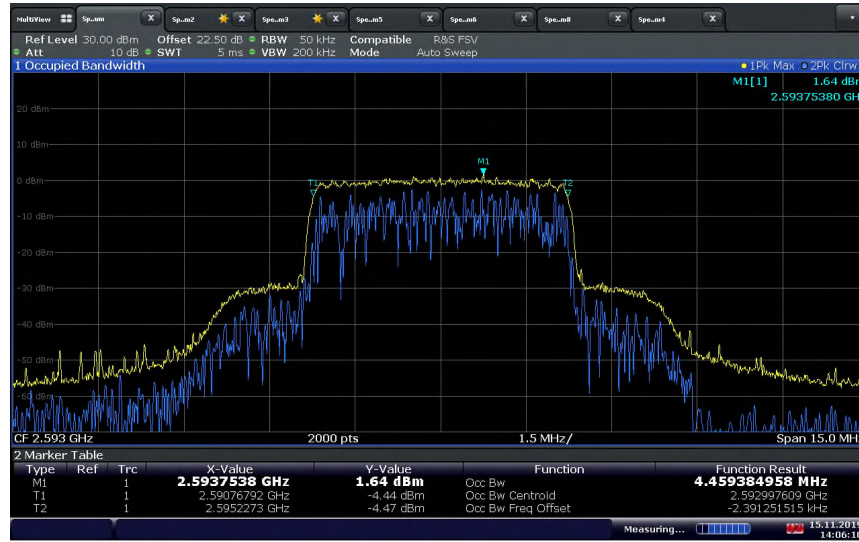 MultiView Sp..um X Sp..m2 X Spe..m3 X Spe..m5 X Spe..m6 X Spe..m8 X Spe..m4 X
Ref Level 30.00 dBm Offset 22.50 dB RBW 50 kHz Compatible R&S FSV
Att 10 dB SWT 5 ms VBW 200 kHz Mode Auto Sweep
1 Occupied Bandwidth 1Pk Max 2Pk Clrw
M1[1] 1.64 dBm
2.59375380 GH
20 dBm
10 dBm
M1
0 dBm T1 T2
-10 dBm
-20 dBm
-30 dBm
-40 dBm
-50 dBm
-60 dBm
CF 2.593 GHz 2000 pts 1.5 MHz/ Span 15.0 MH
2 Marker Table
Type Ref Trc X-Value Y-Value Function Function Result
M1 1 2.5937538 GHz 1.64 dBm Occ Bw 4.459384958 MHz
T1 1 2.59076792 GHz -4.44 dBm Occ Bw Centroid 2.592997609 GHz
T2 1 2.5952273 GHz -4.47 dBm Occ Bw Freq Offset -2.391251515 kHz
Measuring... 15.11.2019
14:06:10